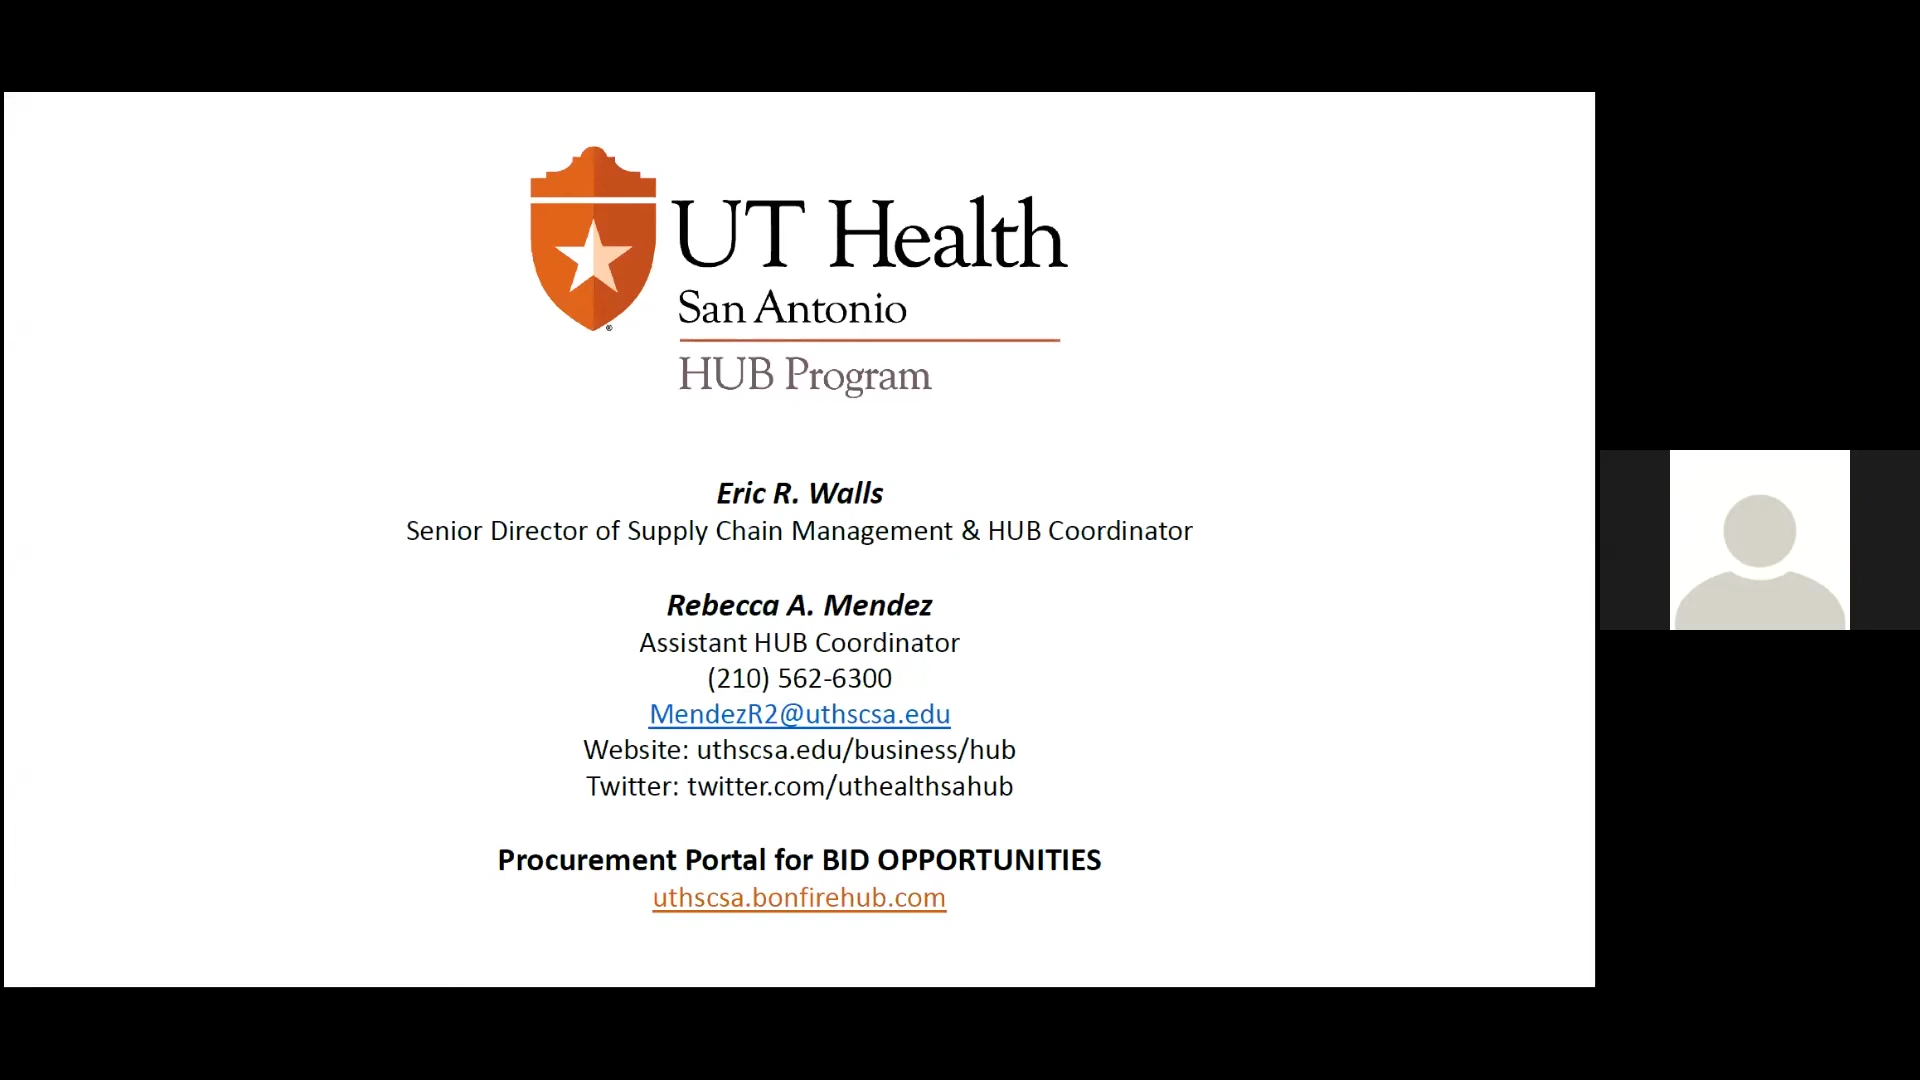 UT Health
San Antonio
HUB Program
Eric R. Walls
Senior Director of Supply Chain Management & HUB Coordinator
Rebecca A. Mendez
Assistant HUB Coordinator
(210) 562-6300
MendezR2@uthscsa.edu
Website: uthscsa.edu/business/hub
Twitter: twitter.com/uthealthsahub
Procurement Portal for BID OPPORTUNITIES
uthscsa.bonfirehub.com